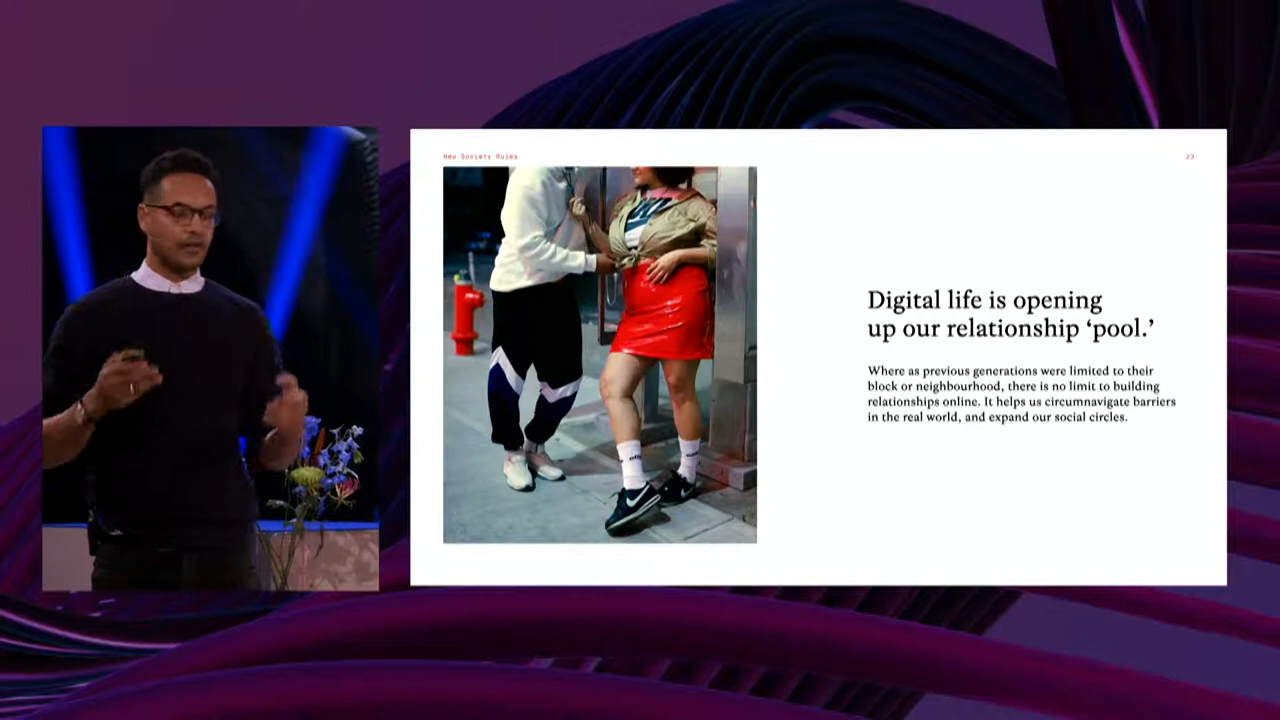 New Society Rules
23
Digital life is opening
up our relationship ‘pool.’
Where as previous generations were limited to their
block or neighbourhood, there is no limit to building
relationships online. It helps us circumnavigate barriers
in the real world, and expand our social circles.